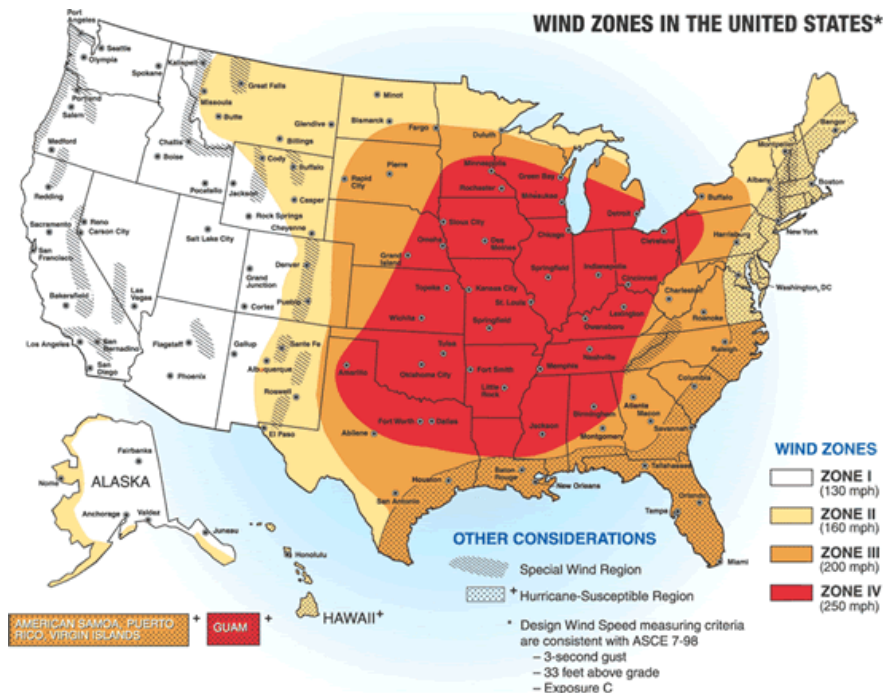 WIND ZONES IN THE UNITED STATES*
Port
Angeles
Seattle
Olympia
Spokane
Kalispell
Great Falls
Missoula
Portland
Salem
Butte
Glendive
Billings
Minot
Bismarck
Fargo
Duluth
Medford
Challis
Boise
Pocatello
Cody
Buffalo
Jackson
Casper
Rock Springs
Cheyenne
Rapid
City
Pierre
Minneapolis
Rochester
Green Bay
Milwaukee
Detroit
Buffalo
Albany
Montpelier
Bangor
Boston
New York
Harrisburg
Washington, DC
Redding
Reno
Sacramento
Carson City
San
Francisco
Salt Lake City
Grand
Junction
Denver
Pueblo
Cortez
Las
Vegas
Bakersfield
Los Angeles
San
Bernadino
San
Diego
Flagstaff
Phoenix
Gallup
Sante Fe
Albuquerque
Roswell
El Paso
Sioux City
Omaha
Des
Moines
Grand
Island
Chicago
Cleveland
Springfield
Indianapolis
Cincinnati
Topeka
Kansas City
St. Louis
Wichita
Springfield
Owensboro
Lexington
Charleston
Roanoke
Raleigh
Nashville
Memphis
Tulsa
Oklahoma City
Fort Smith
Little
Rock
Amarillo
Fort Worth
Dallas
Abilene
Jackson
Birmingham
Montgomery
Atlanta
Macon
Columbia
Savannah
Tallahassee
Houston
San Antonio
Baton
Rouge
New Orleans
Orlando
Tampa
Miami
Fairbanka
ALASKA
Nome
Anchorage
Valdez
Juneau
Honolulu
HAWAII+
AMERICAN SAMOA, PUERTO
RICO, VIRGIN ISLANDS
+
GUAM
+
OTHER CONSIDERATIONS
Special Wind Region
+ Hurricane-Susceptible Region
* Design Wind Speed measuring criteria
are consistent with ASCE 7-98
– 3-second gust
– 33 feet above grade
– Exposure C
WIND ZONES
ZONE I
(130 mph)
ZONE II
(160 mph)
ZONE III
(200 mph)
ZONE IV
(250 mph)